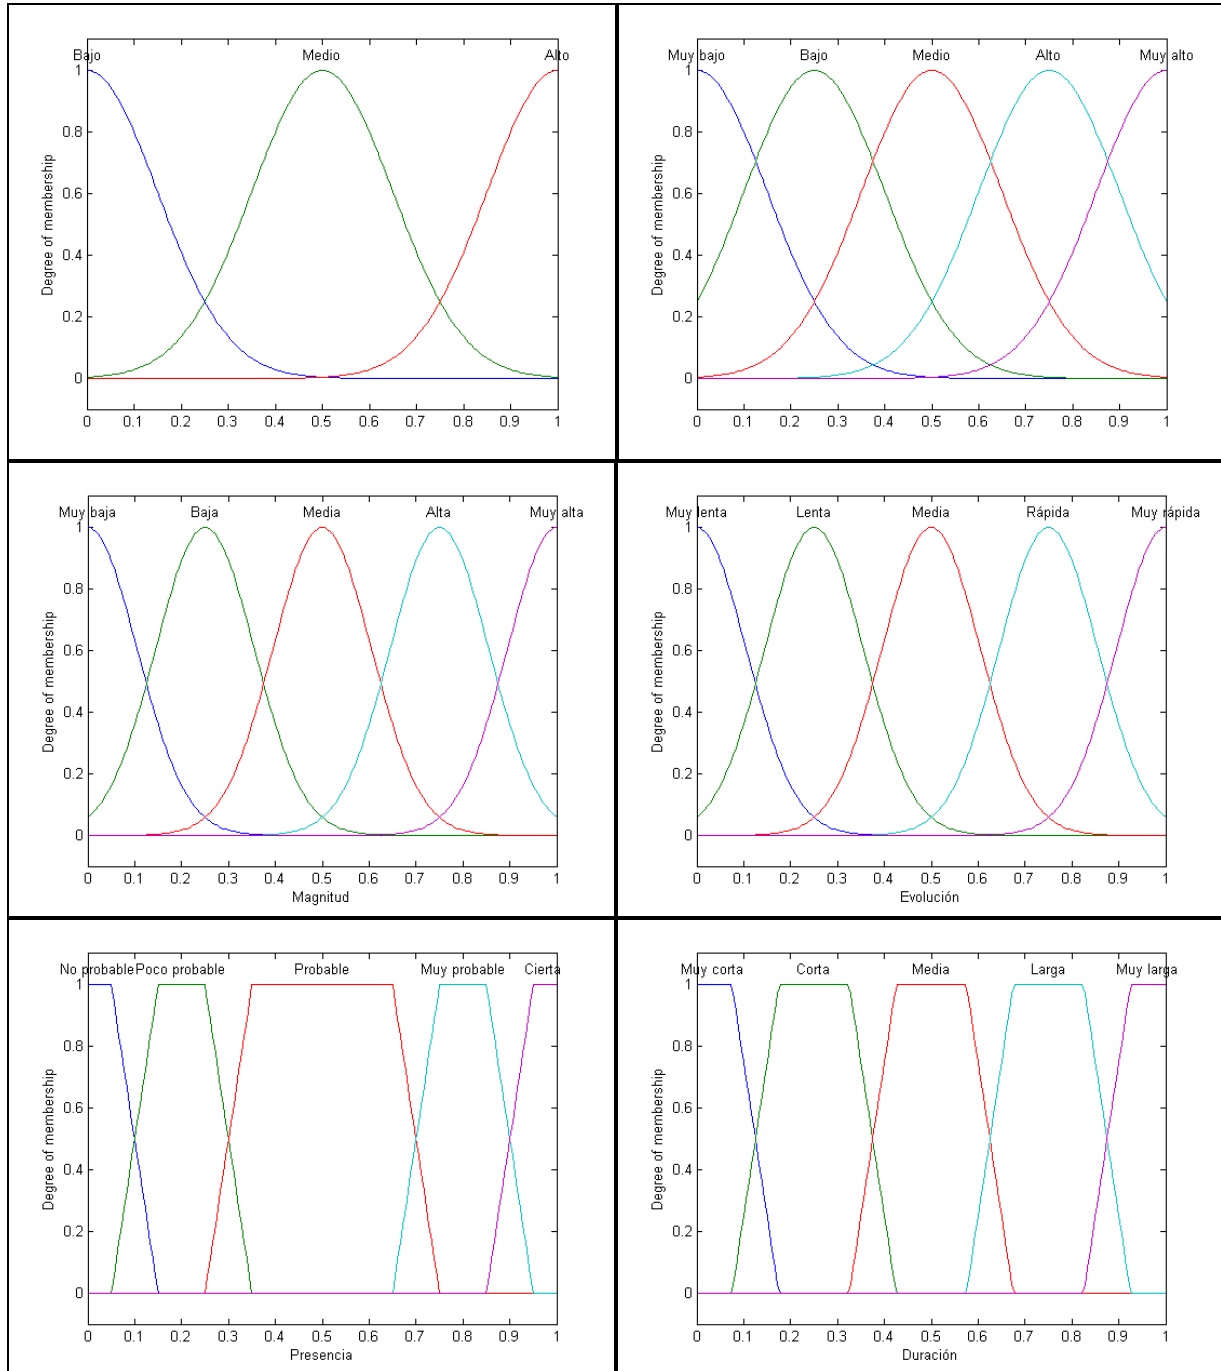 Bajo Medio Alto
1
0.8
0.6
0.4
0.2
0
Degree of membership
0 0.1 0.2 0.3 0.4 0.5 0.6 0.7 0.8 0.9 1
Muy bajo Bajo Medio Alto Muy alto
1
0.8
0.6
0.4
0.2
0
Degree of membership
0 0.1 0.2 0.3 0.4 0.5 0.6 0.7 0.8 0.9 1
Muy baja Baja Media Alta Muy alta
1
0.8
0.6
0.4
0.2
0
Degree of membership
0 0.1 0.2 0.3 0.4 0.5 0.6 0.7 0.8 0.9 1
Magnitud
Muy lenta Lenta Media Rápida Muy rápida
1
0.8
0.6
0.4
0.2
0
Degree of membership
0 0.1 0.2 0.3 0.4 0.5 0.6 0.7 0.8 0.9 1
Evolución
No probable Poco probable Probable Muy probable Cierta
1
0.8
0.6
0.4
0.2
0
Degree of membership
0 0.1 0.2 0.3 0.4 0.5 0.6 0.7 0.8 0.9 1
Presencia
Muy corta Corta Media Larga Muy larga
1
0.8
0.6
0.4
0.2
0
Degree of membership
0 0.1 0.2 0.3 0.4 0.5 0.6 0.7 0.8 0.9 1
Duración